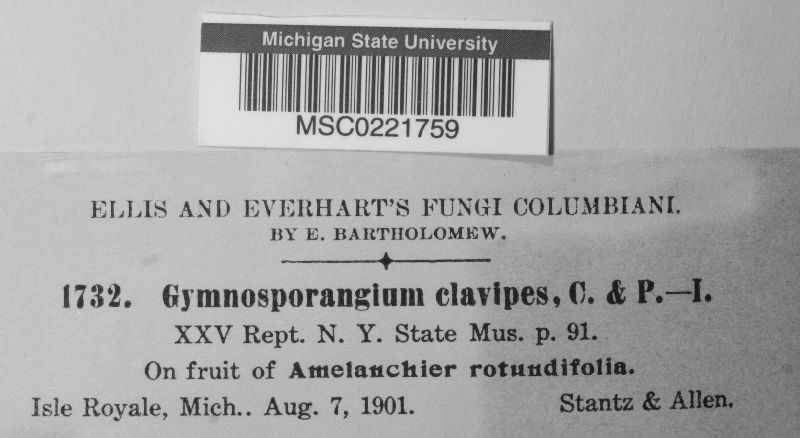 Michigan State University
MSC0221759
ELLIS AND EVERHART'S FUNGI COLUMBIANI.
BY E. BARTHOLOMEW.
1732. Gymnosporangium clavipes, C. & P.—I.
XXV Rept. N. Y. State Mus. p. 91.
On fruit of Amelanchier rotundifolia.
Isle Royale, Mich.. Aug. 7, 1901. Stantz & Allen.